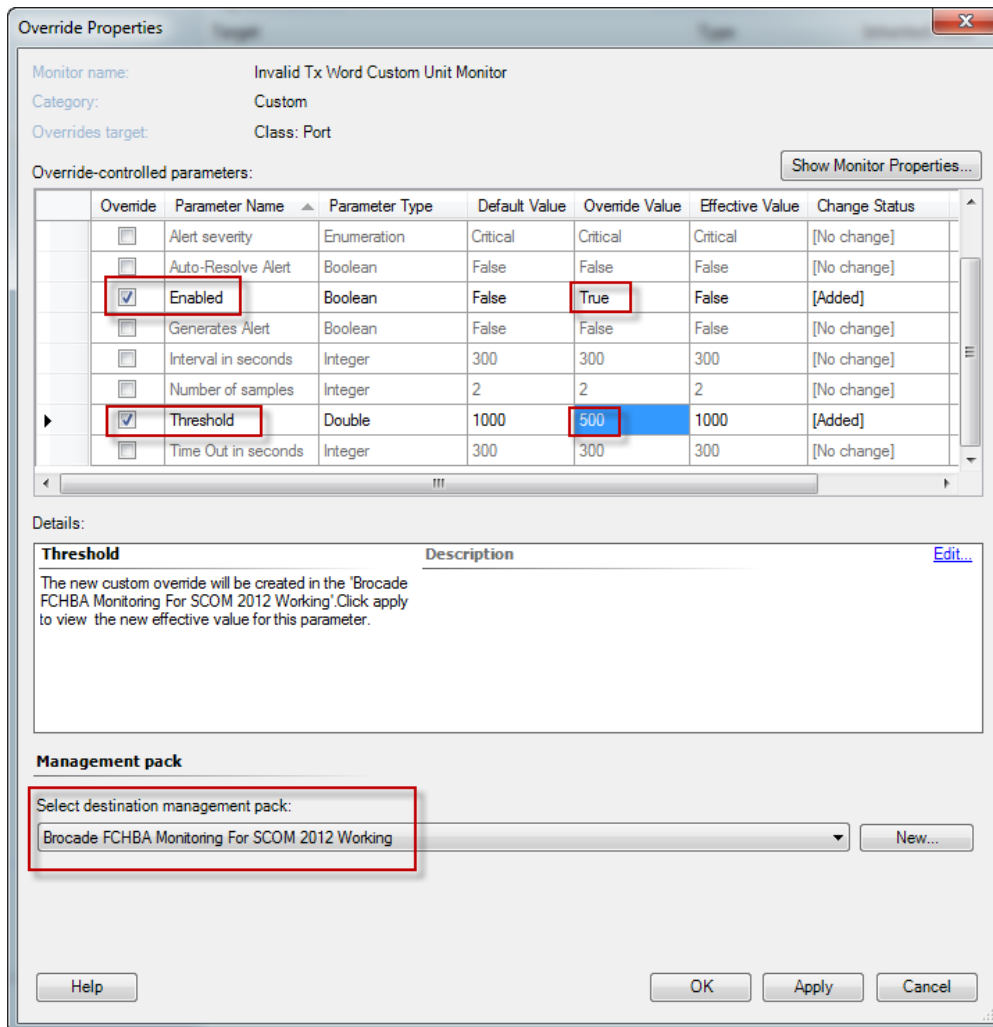 Override Properties
Monitor name: Invalid Tx Word Custom Unit Monitor
Category: Custom
Overrides target: Class: Port
Override-controlled parameters: Show Monitor Properties...
Override Parameter Name Parameter Type Default Value Override Value Effective Value Change Status
Alert severity Enumeration Critical Critical Critical [No change]
Auto-Resolve Alert Boolean False False False [No change]
Enabled Boolean False True False [Added]
Generates Alert Boolean False False False [No change]
Interval in seconds Integer 300 300 300 [No change]
Number of samples Integer 2 2 2 [No change]
Threshold Double 1000 500 1000 [Added]
Time Out in seconds Integer 300 300 300 [No change]
Details:
Threshold Description Edit...
The new custom override will be created in the 'Brocade
FCHBA Monitoring For SCOM 2012 Working'.Click apply
to view the new effective value for this parameter.
Management pack
Select destination management pack:
Brocade FCHBA Monitoring For SCOM 2012 Working New...
Help OK Apply Cancel